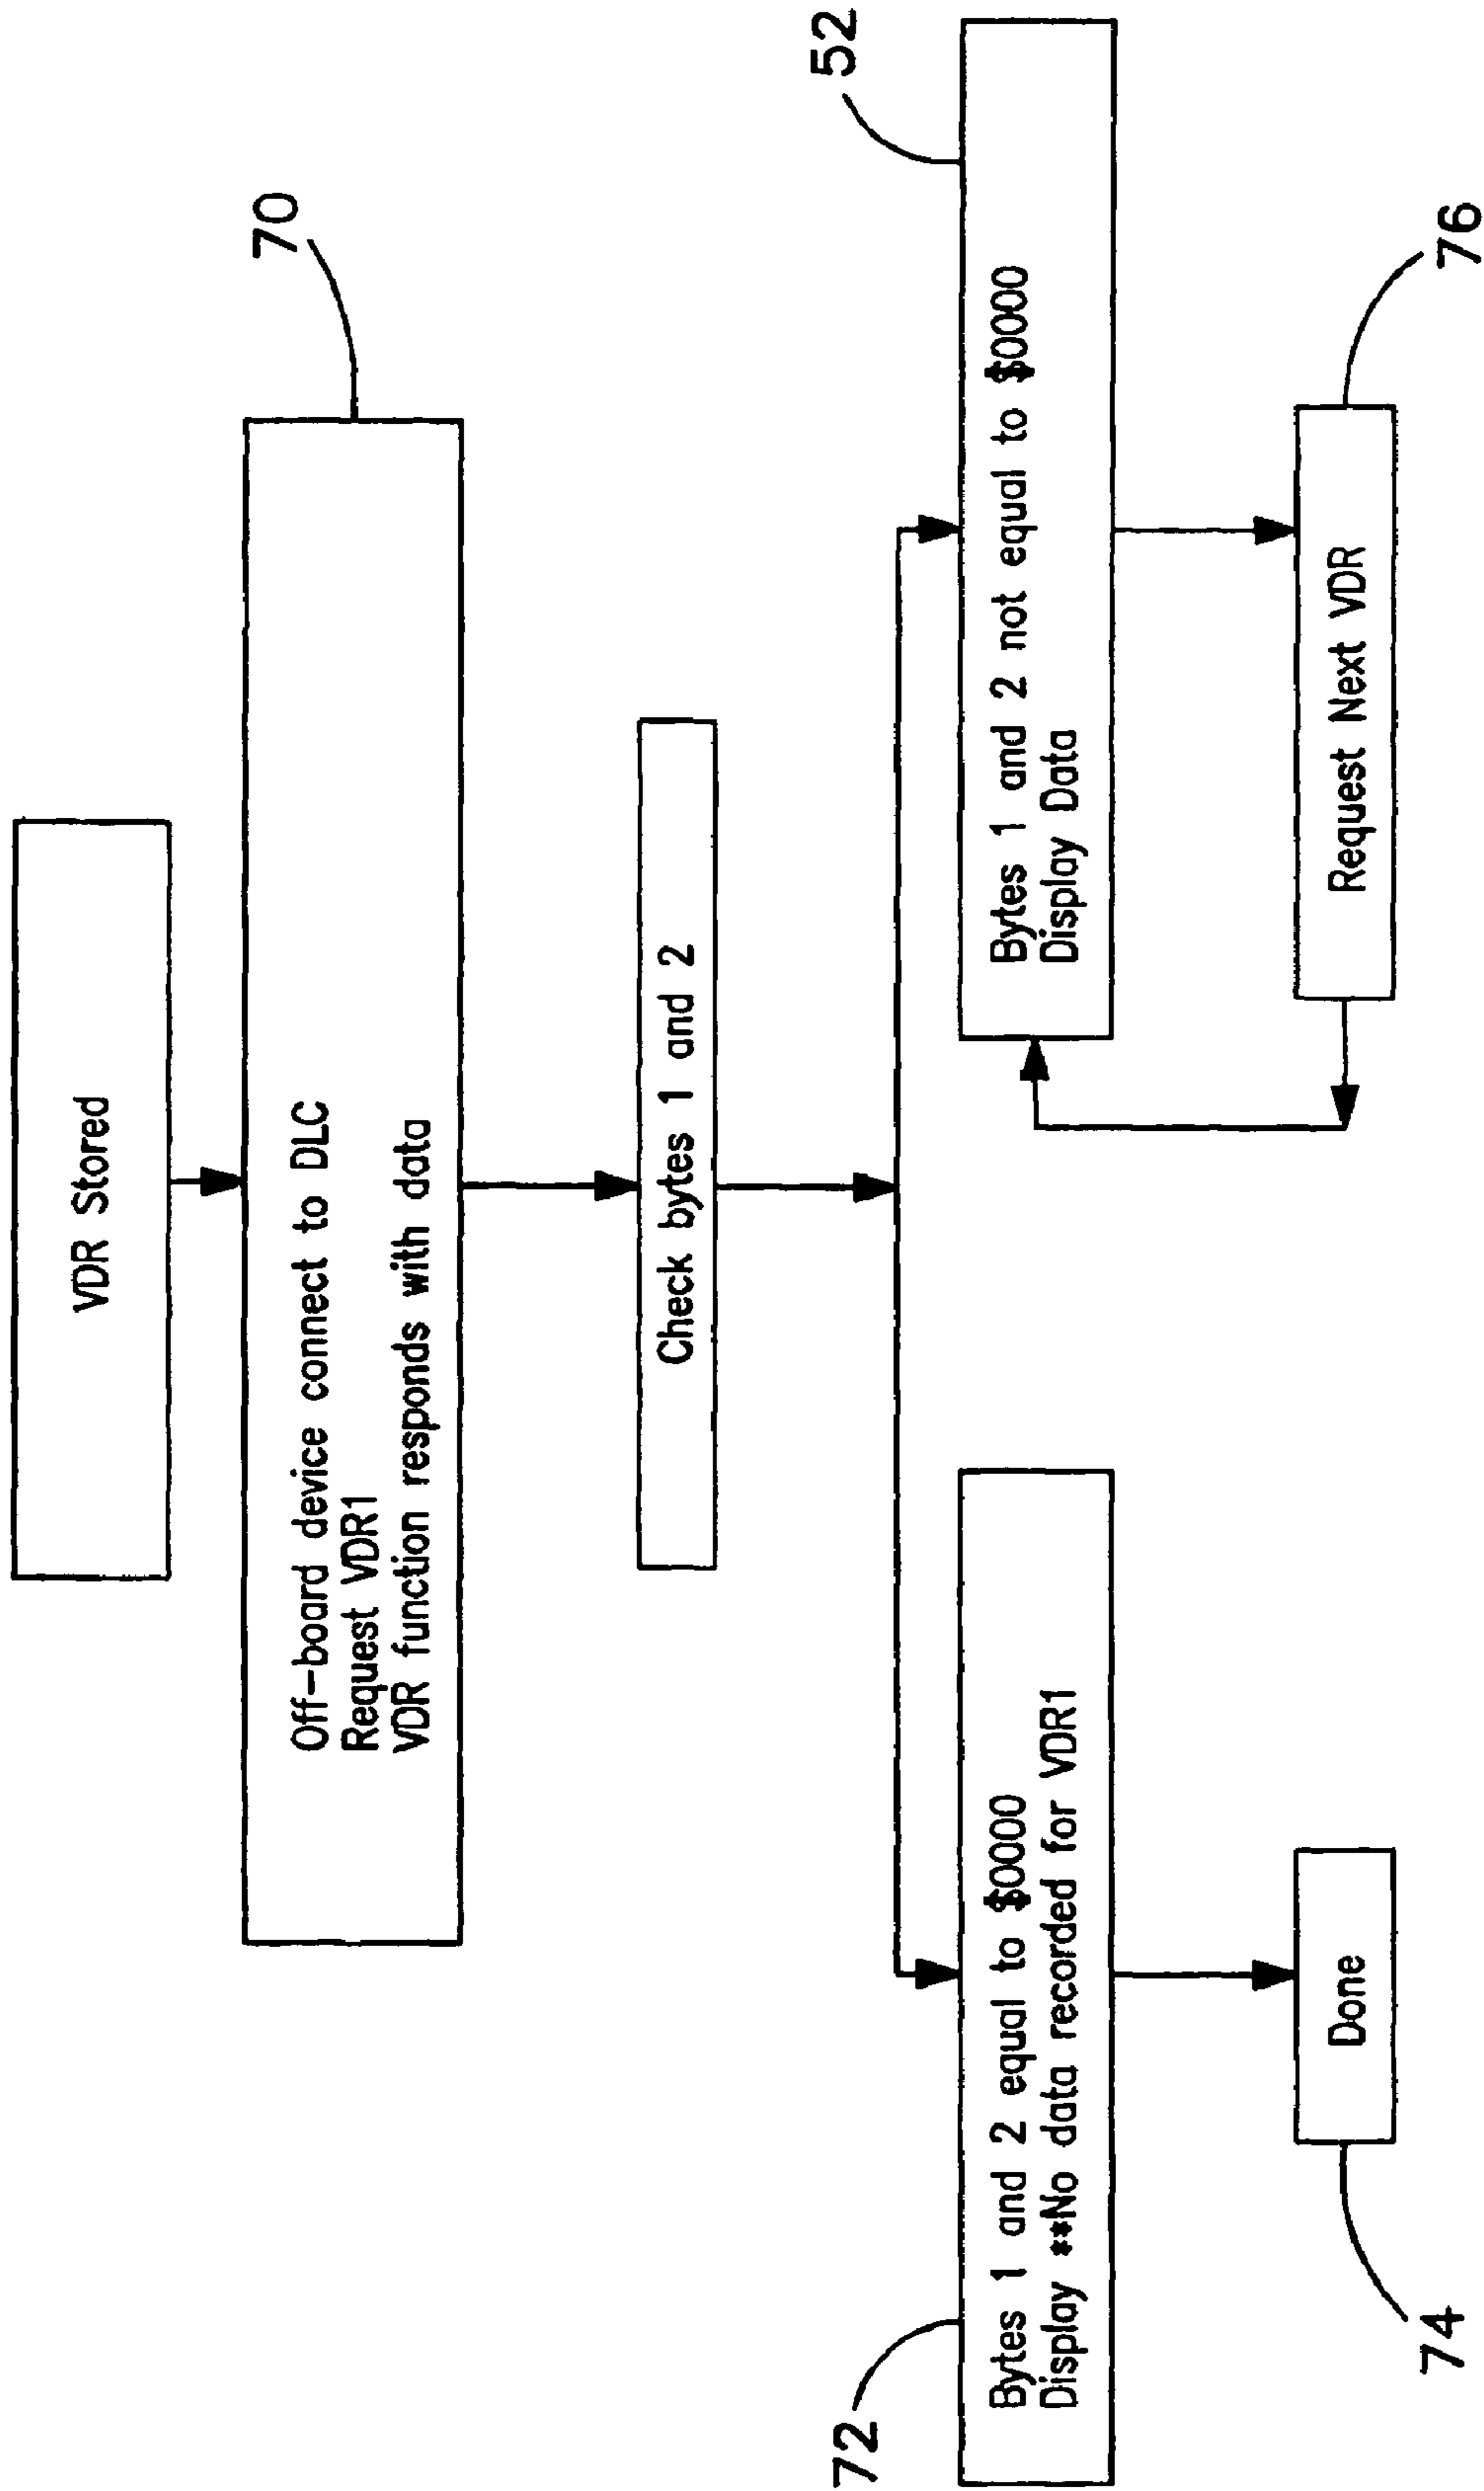 VDR Stored
70
Off-board device connect to DLC
Request VDR1
VDR function responds with data
Check bytes 1 and 2
72
Bytes 1 and 2 equal to $0000
Display **No data recorded for VDR1
52
Bytes 1 and 2 not equal to $0000
Display Data
74
Done
Request Next VDR
76